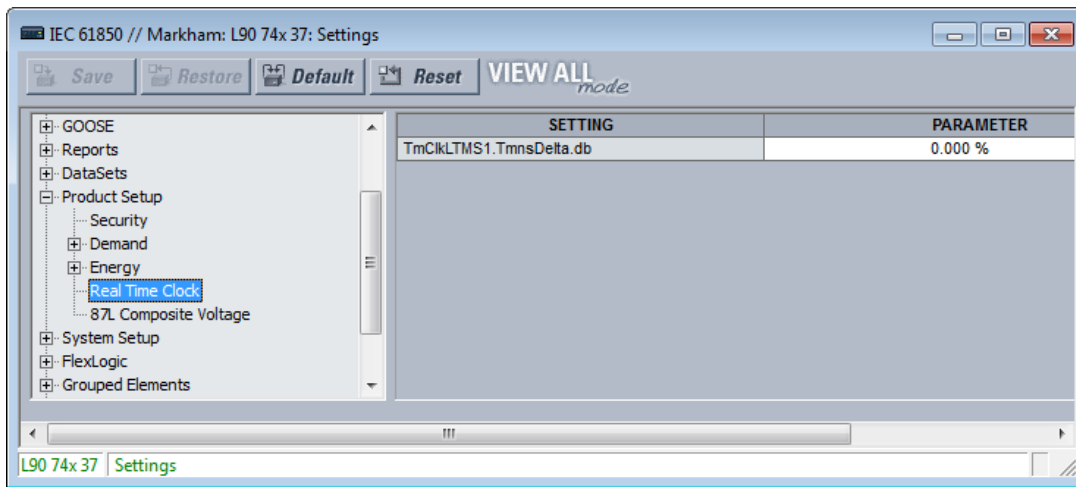 IEC 61850 // Markham: L90 74x 37: Settings
Save Restore Default Reset VIEW ALL mode
GOOSE
Reports
DataSets
Product Setup
Security
Demand
Energy
Real Time Clock
87L Composite Voltage
System Setup
FlexLogic
Grouped Elements
SETTING PARAMETER
TmClkLTMS1.TmnsDelta.db 0.000 %
L90 74x 37 Settings